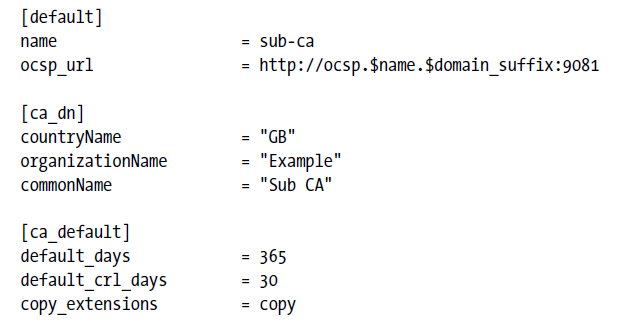 [default]
name = sub-ca
ocsp_url = http://ocsp.$name.$domain_suffix:9081
[ca_dn]
countryName = "GB"
organizationName = "Example"
commonName = "Sub CA"
[ca_default]
default_days = 365
default_crl_days = 30
copy_extensions = copy